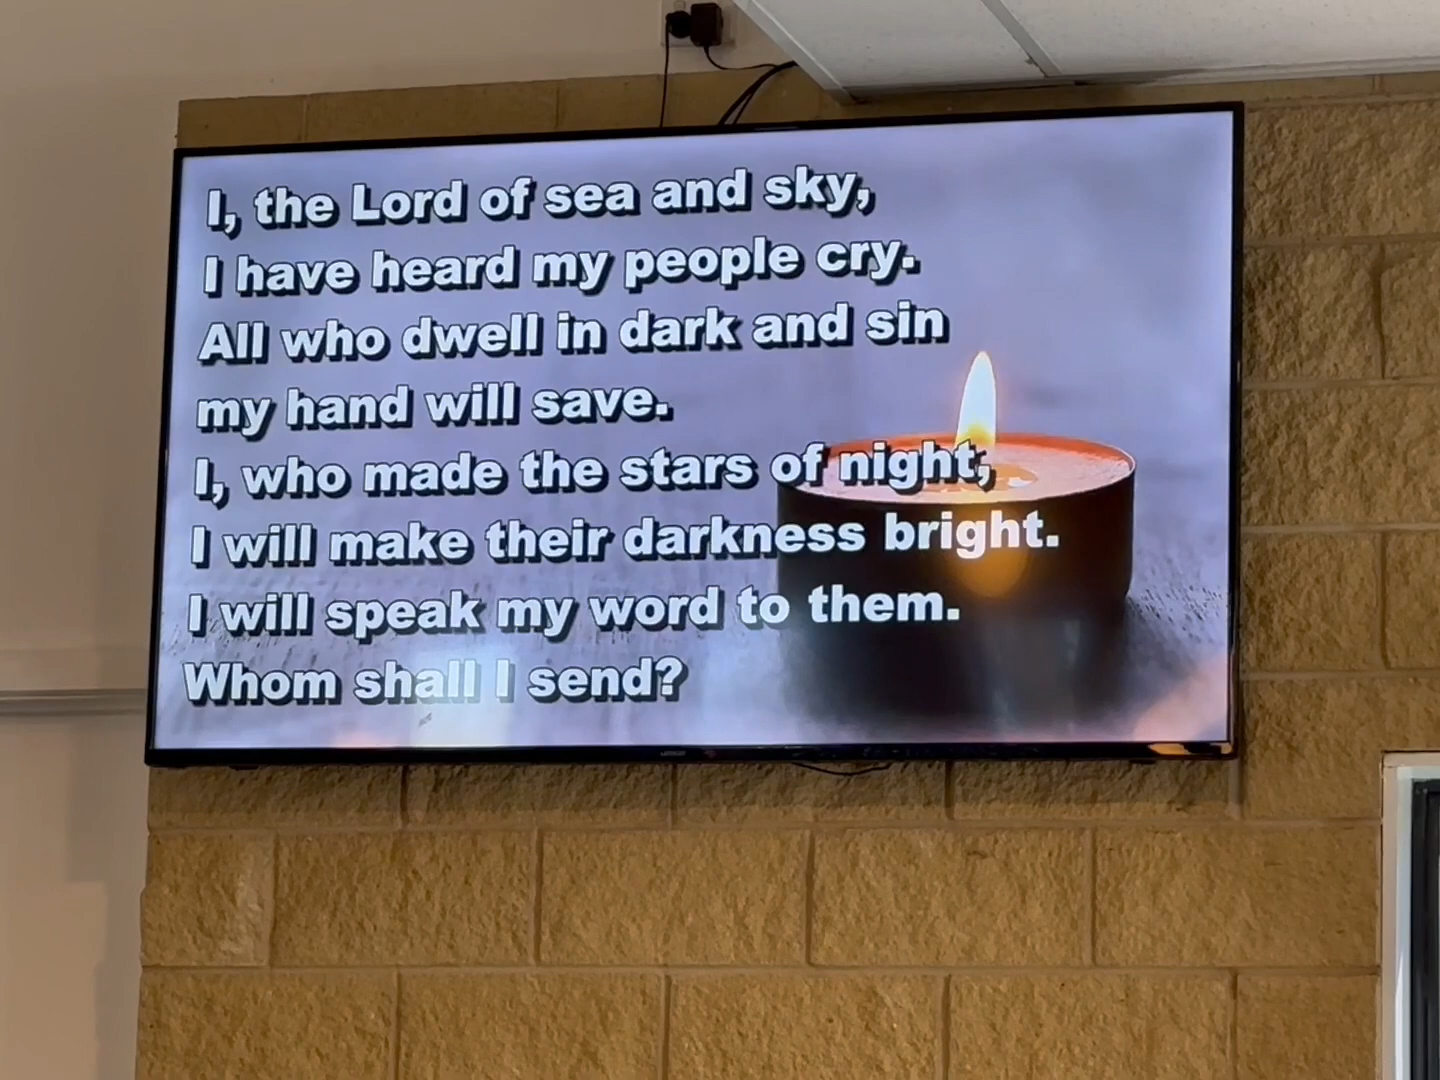 I, the Lord of sea and sky,
I have heard my people cry.
All who dwell in dark and sin
my hand will save.
I, who made the stars of night,
I will make their darkness bright.
I will speak my word to them.
Whom shall I send?